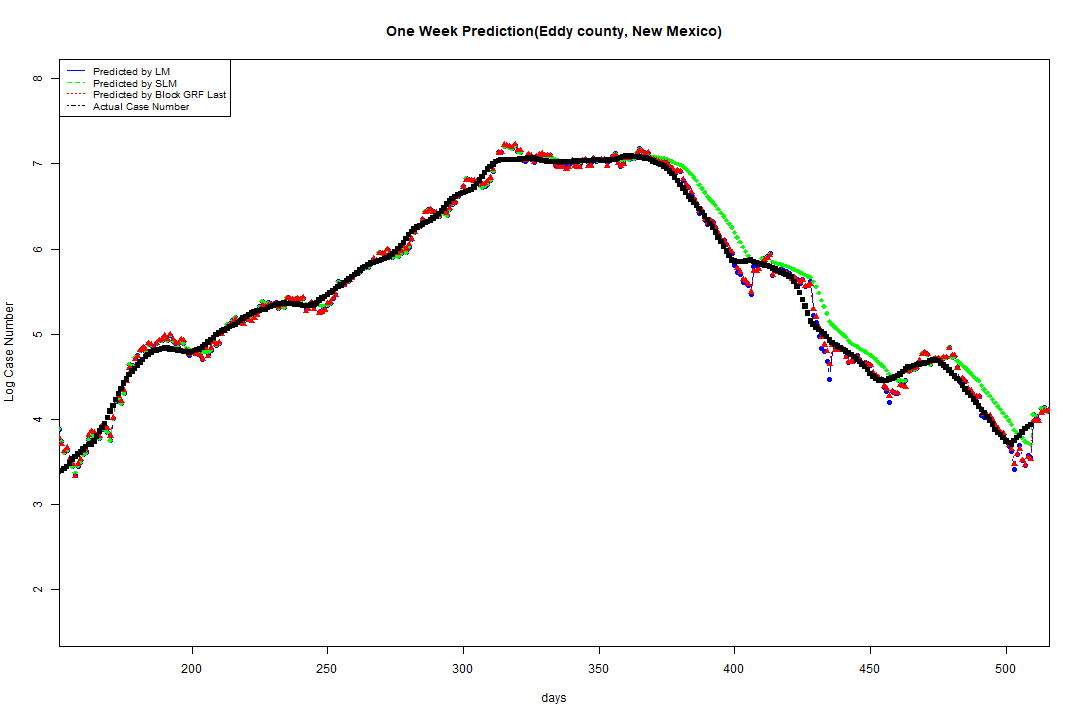 One Week Prediction(Eddy county, New Mexico)
Predicted by LM
Predicted by SLM
Predicted by Block GRF Last
Actual Case Number
8
7
6
5
4
3
2
Log Case Number
200 250 300 350 400 450 500
days